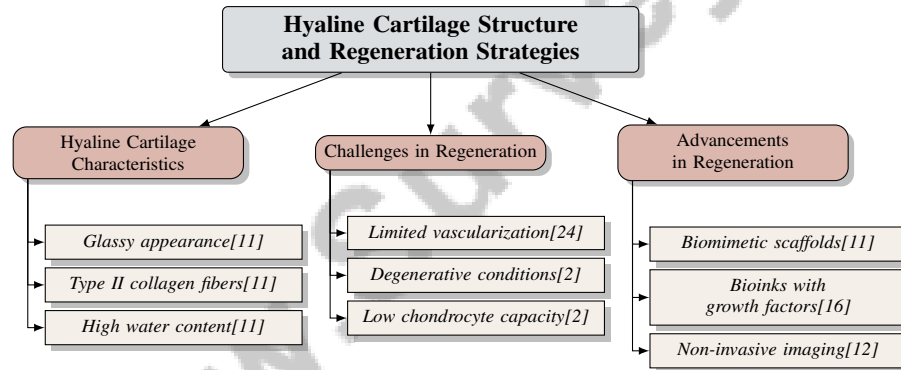 Hyaline Cartilage Structure
and Regeneration Strategies
Hyaline Cartilage
Characteristics
Glassy appearance[11]
Type II collagen fibers[11]
High water content[11]
Challenges in Regeneration
Limited vascularization[24]
Degenerative conditions[2]
Low chondrocyte capacity[2]
Advancements
in Regeneration
Biomimetic scaffolds[11]
Bioinks with
growth factors[16]
Non-invasive imaging[12]